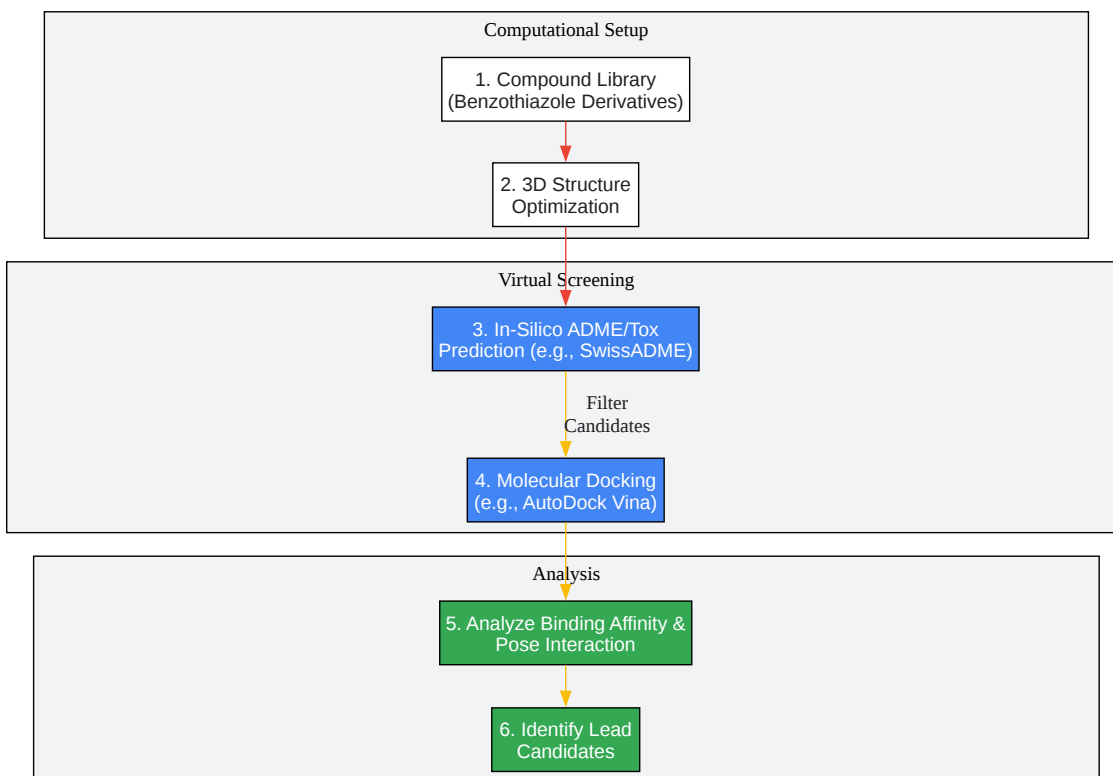 Computational Setup
1. Compound Library
(Benzothiazole Derivatives)
2. 3D Structure
Optimization
Virtual Screening
3. In-Silico ADME/Tox
Prediction (e.g., SwissADME)
Filter
Candidates
4. Molecular Docking
(e.g., AutoDock Vina)
Analysis
5. Analyze Binding Affinity &
Pose Interaction
6. Identify Lead
Candidates